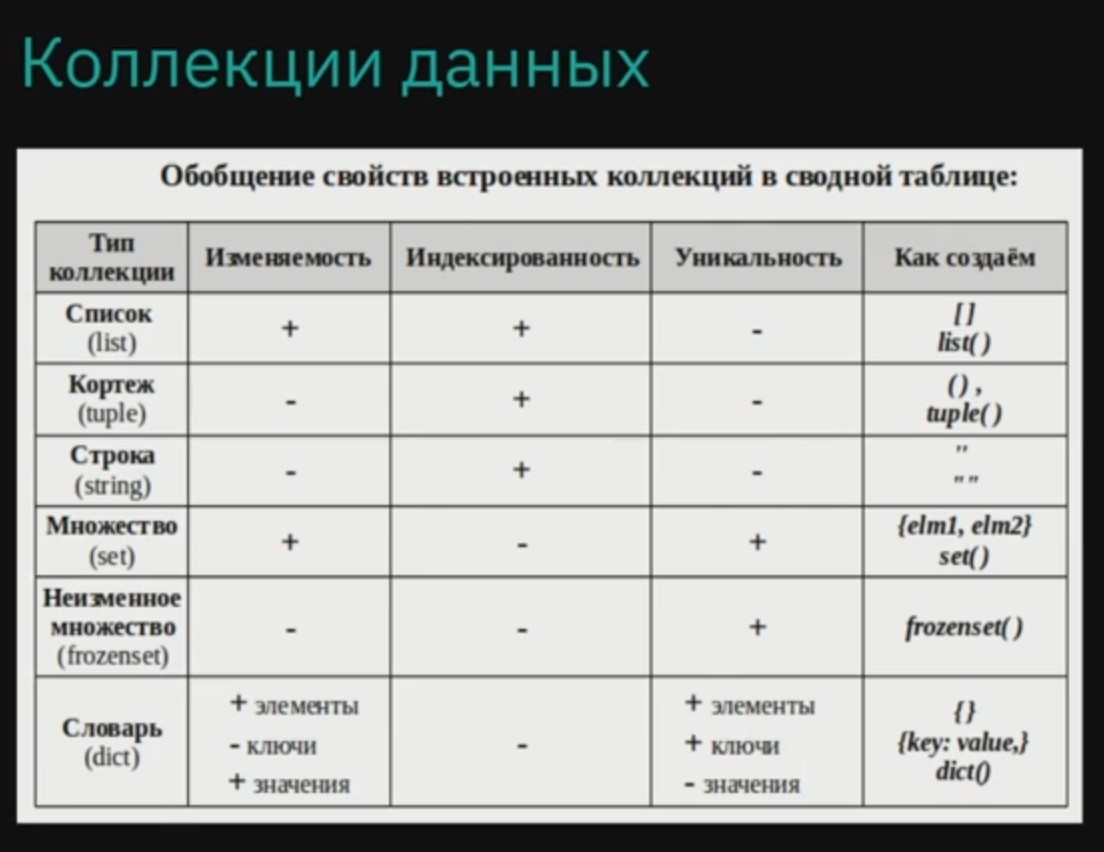 Коллекции данных
Обобщение свойств встроенных коллекций в сводной таблице:
Тип коллекции Изменяемость Индексированность Уникальность Как создаём
Список (list) + + - [ ] list( )
Кортеж (tuple) - + - ( ) , tuple( )
Строка (string) - + - '' " "
Множество (set) + - + {elm1, elm2} set( )
Неизменное множество (frozenset) - - + frozenset( )
Словарь (dict) + элементы - ключи + значения - + элементы + ключи - значения { } {key: value,} dict()